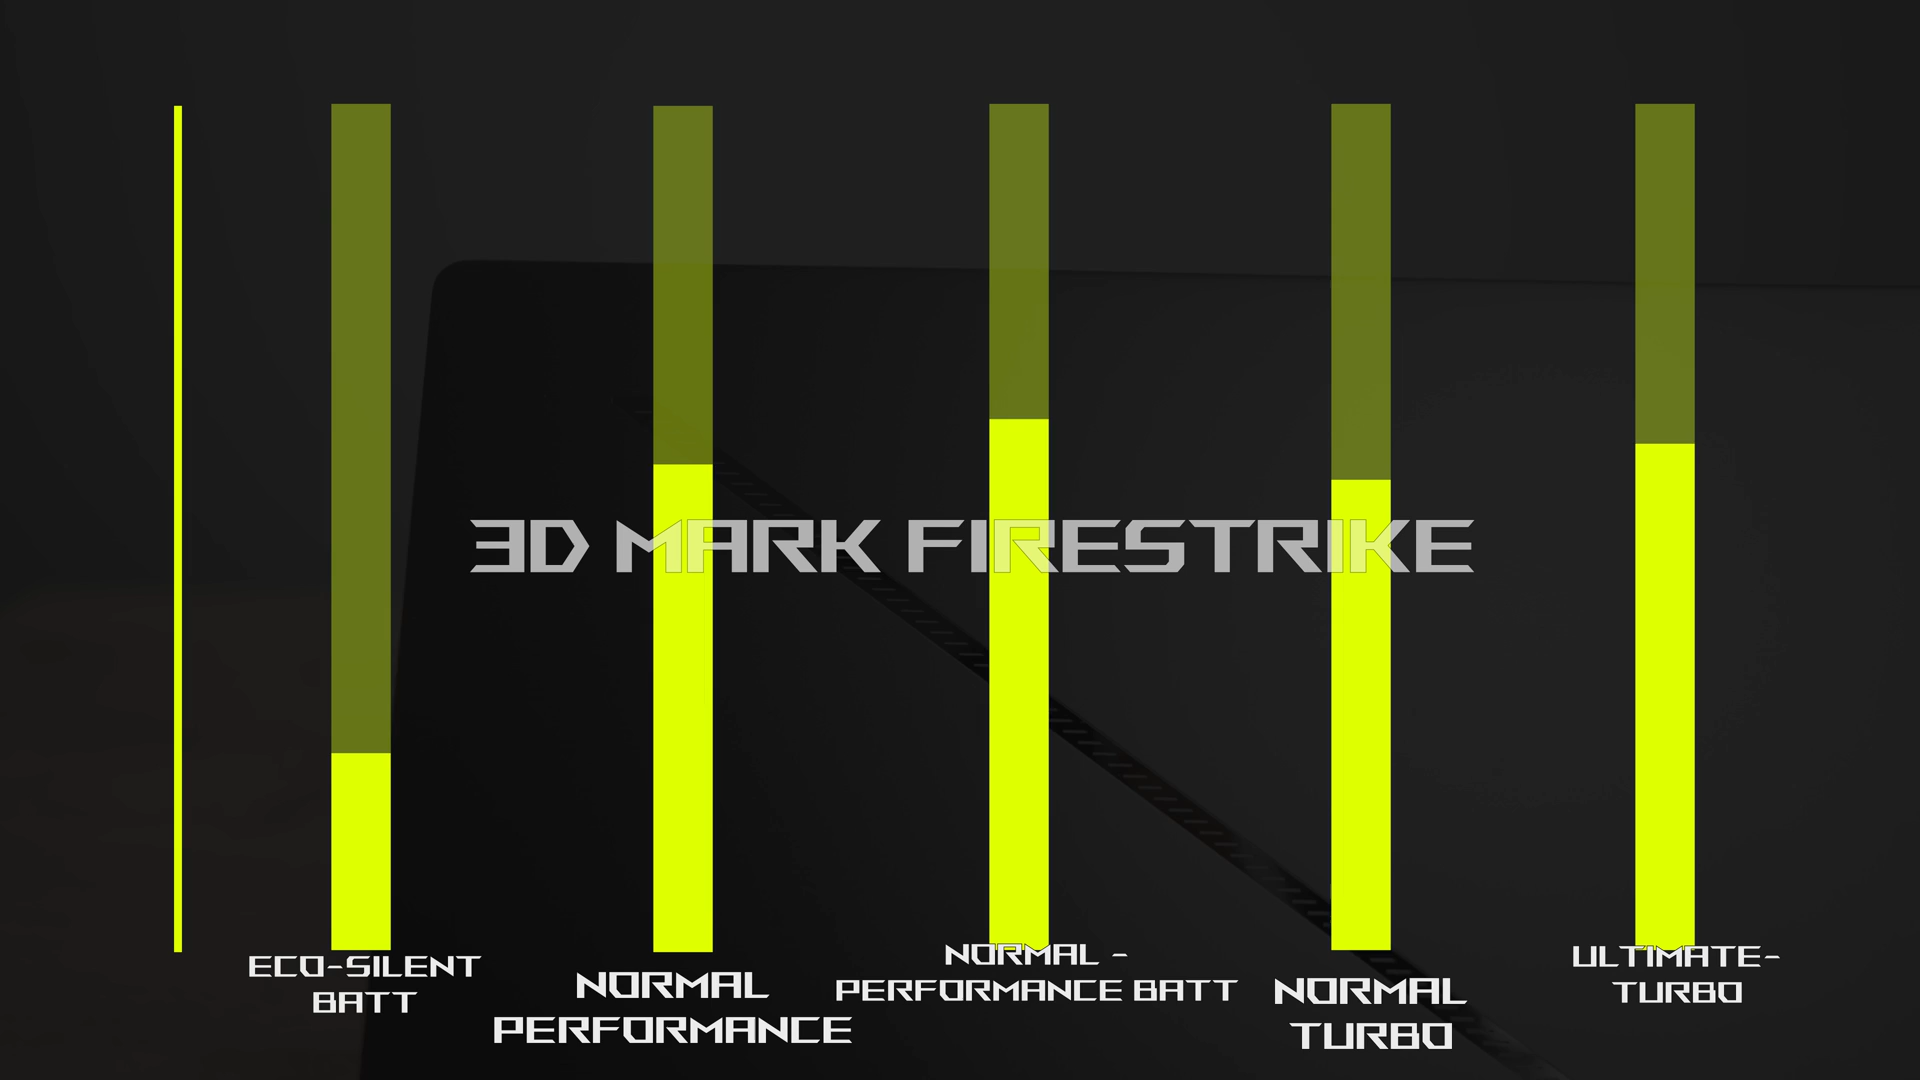 3D MARK FIRESTRIKE
ECO-SILENT
BATT
NORMAL
PERFORMANCE
NORMAL -
PERFORMANCE BATT
NORMAL
TURBO
ULTIMATE-
TURBO